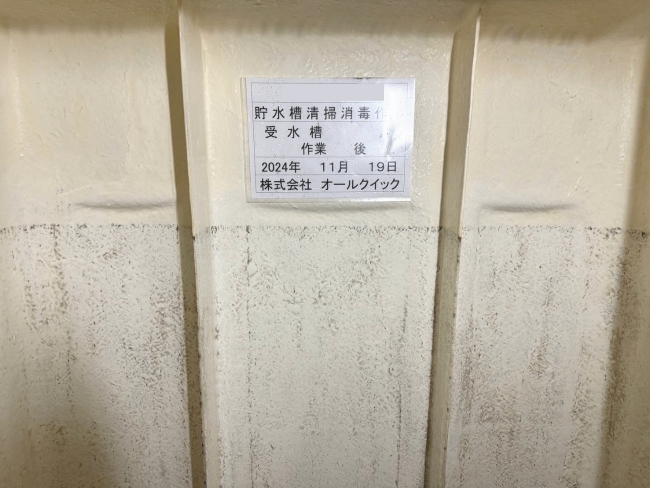 貯水槽清掃消毒作
受水槽
作業 後
2024年 11月 19日
株式会社 オールクイック